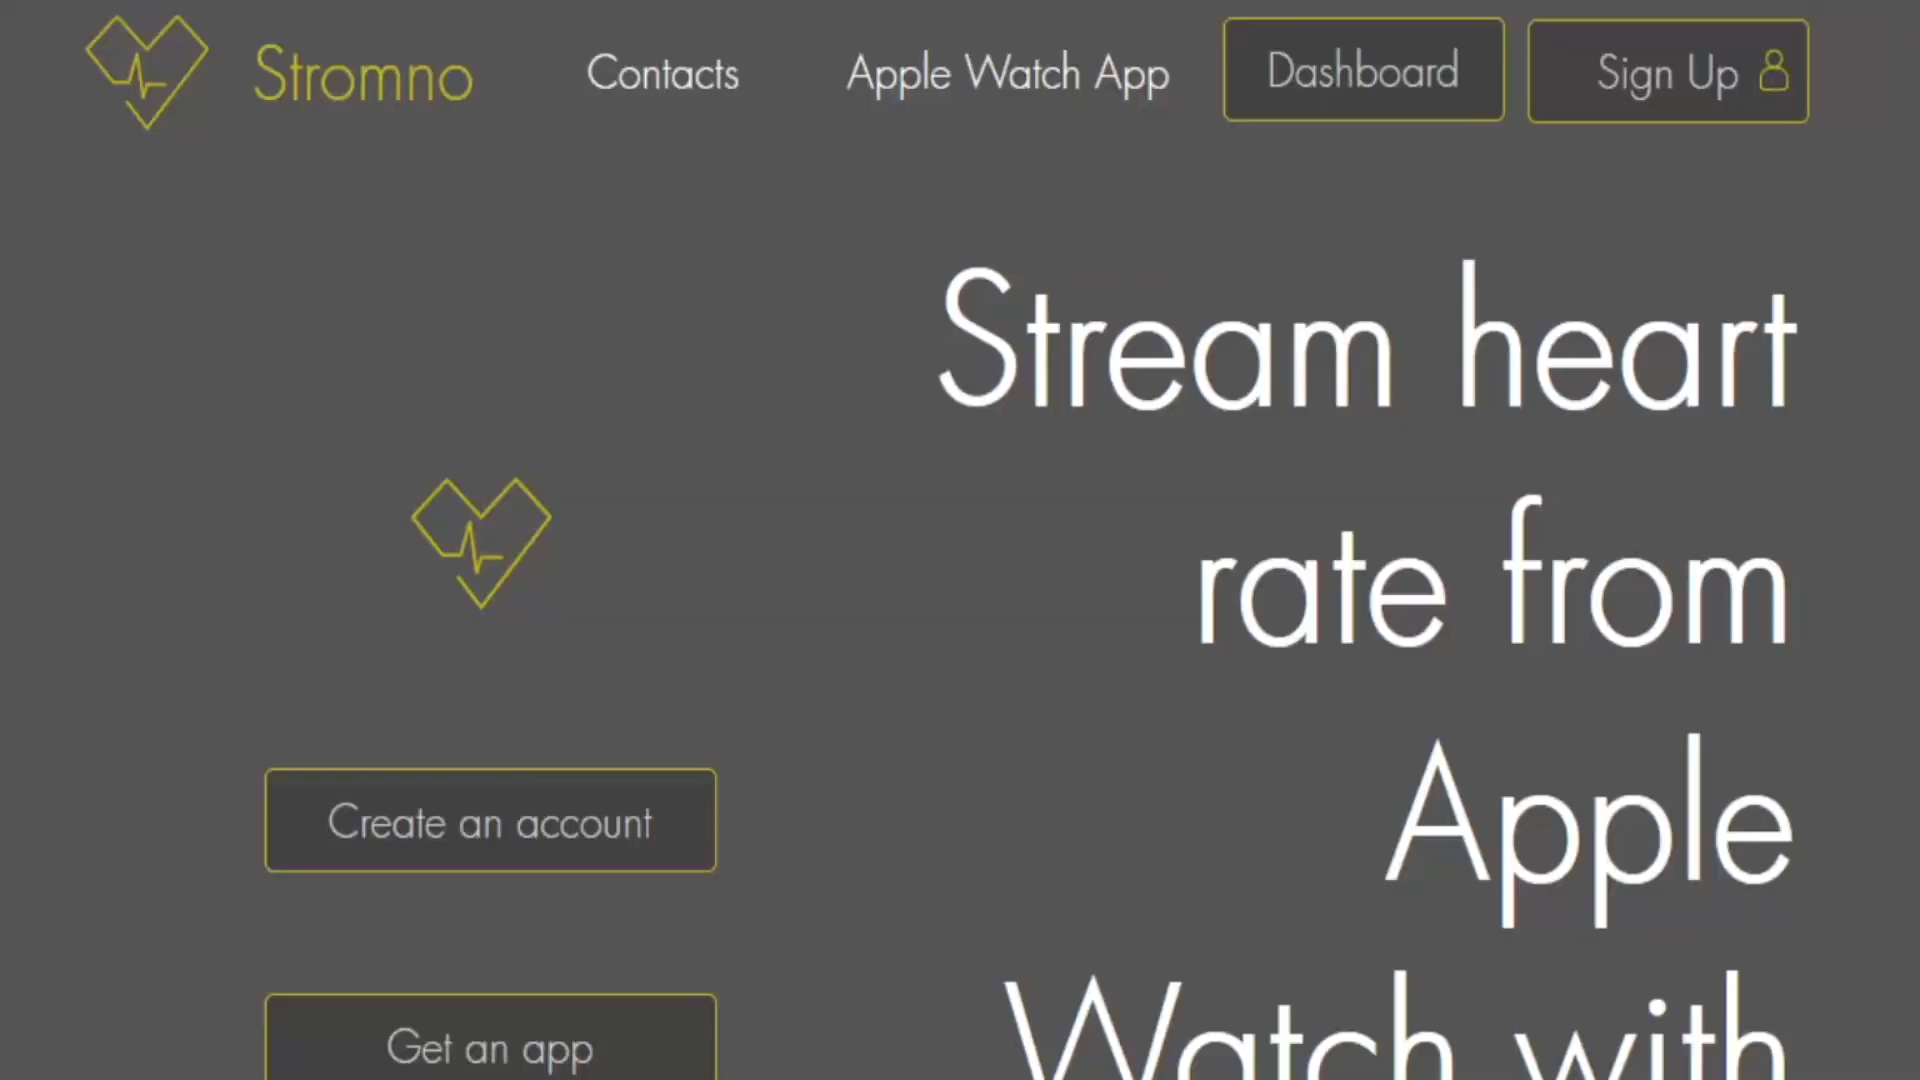 Stromno
Contacts
Apple Watch App
Dashboard
Sign Up
Stream heart
rate from
Apple
Watch with
Create an account
Get an app